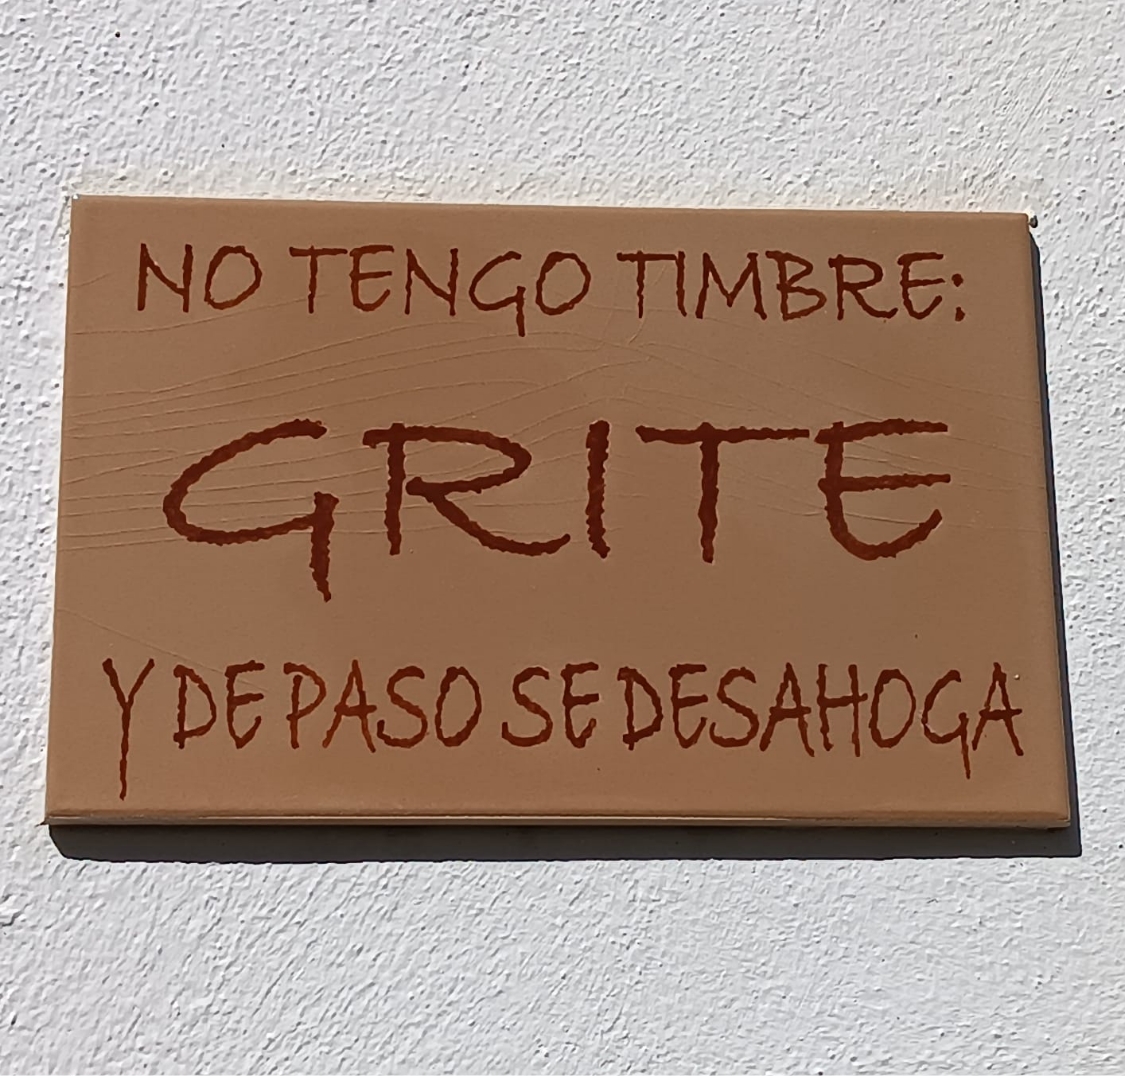 NO TENGO TIMBRE:
GRITE
Y DE PASO SE DESAHOGA